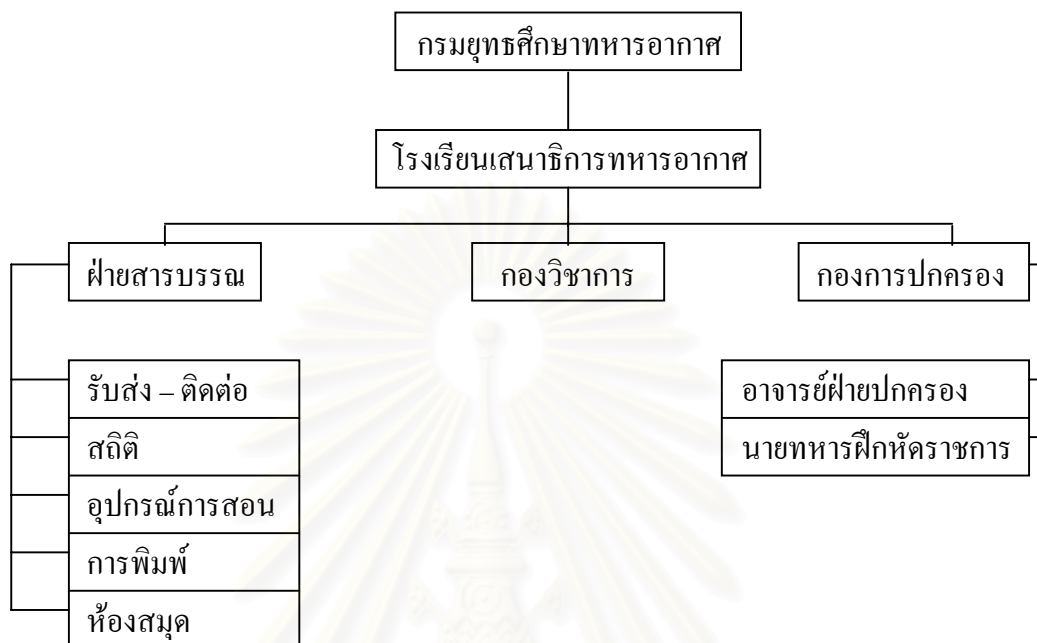 กรมยุทธศึกษาทหารอากาศ
โรงเรียนเสนาธิการทหารอากาศ
ฝ่ายสารบรรณ
กองวิชาการ
กองการปกครอง
รับส่ง – ติดต่อ
สถิติ
อุปกรณ์การสอน
การพิมพ์
ห้องสมุด
อาจารย์ฝ่ายปกครอง
นายทหารฝึกหัดราชการ